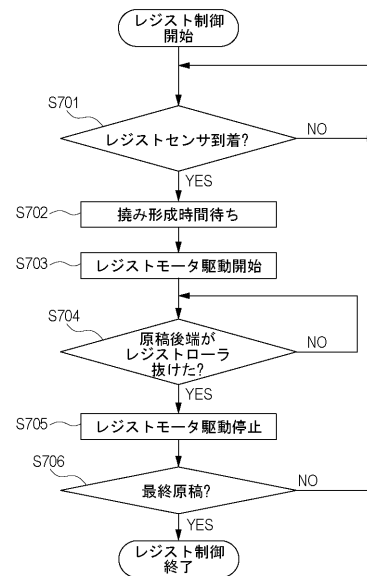 レジスト制御
開始
S701
レジストセンサ到着?
NO
YES
S702
撓み形成時間待ち
S703
レジストモータ駆動開始
S704
原稿後端が
レジストローラ
抜けた?
NO
YES
S705
レジストモータ駆動停止
S706
最終原稿?
NO
YES
レジスト制御
終了